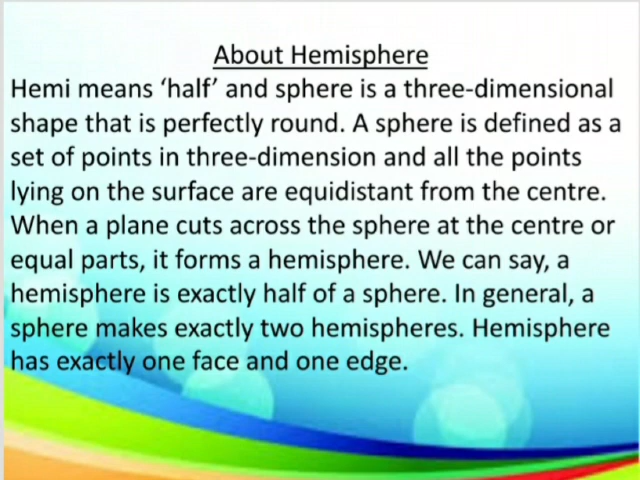 About Hemisphere
Hemi means ‘half’ and sphere is a three-dimensional
shape that is perfectly round. A sphere is defined as a
set of points in three-dimension and all the points
lying on the surface are equidistant from the centre.
When a plane cuts across the sphere at the centre or
equal parts, it forms a hemisphere. We can say, a
hemisphere is exactly half of a sphere. In general, a
sphere makes exactly two hemispheres. Hemisphere
has exactly one face and one edge.